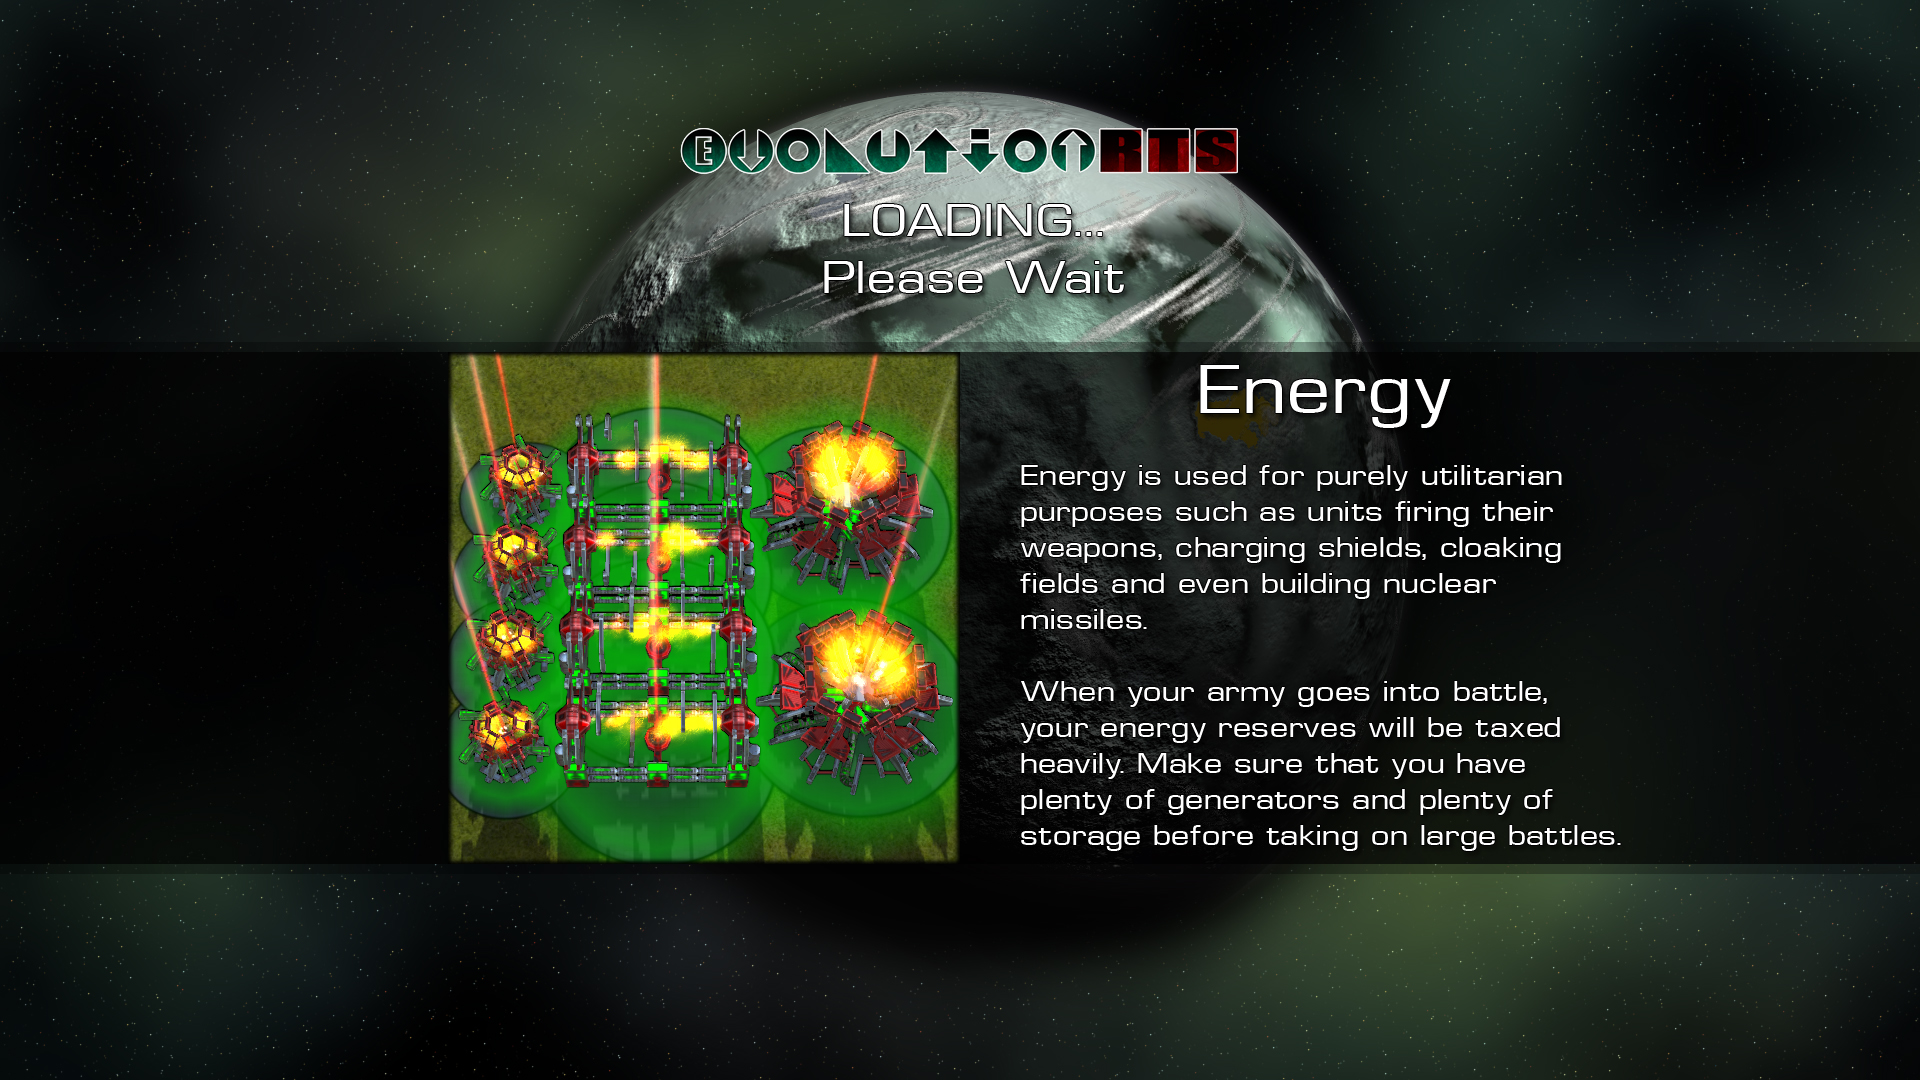 EVOLUTION RTS
LOADING...
Please Wait
Energy
Energy is used for purely utilitarian
purposes such as units firing their
weapons, charging shields, cloaking
fields and even building nuclear
missiles.
When your army goes into battle,
your energy reserves will be taxed
heavily. Make sure that you have
plenty of generators and plenty of
storage before taking on large battles.